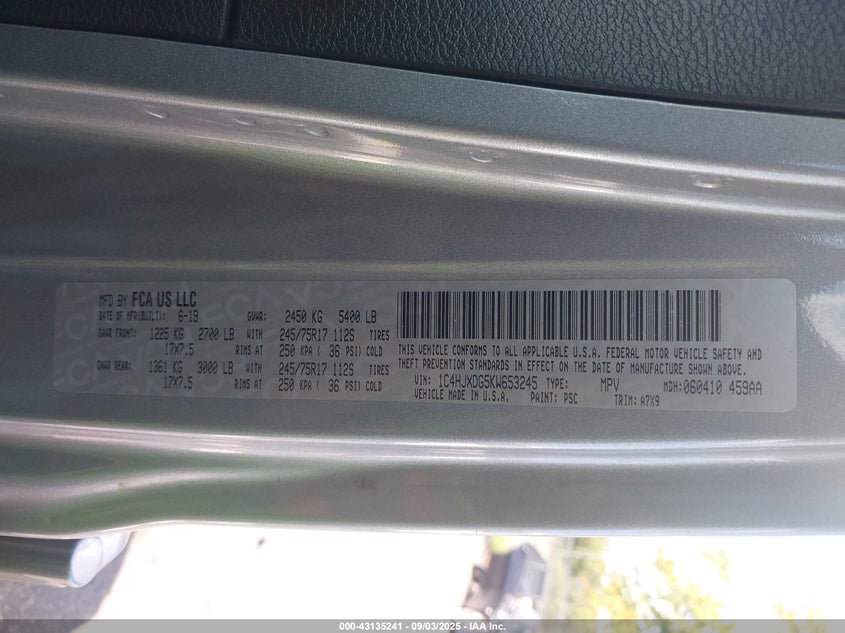 MFD BY FCA US LLC
DATE OF MFR(BUILT): 6-19 GVWR: 2450 KG 5400 LB
GAWR FRONT: 1225 KG 2700 LB WITH 245/75R17 112S TIRES
17X7.5 RIMS AT 250 KPA ( 36 PSI) COLD
GAWR REAR: 1361 KG 3000 LB WITH 245/75R17 112S TIRES
17X7.5 RIMS AT 250 KPA ( 36 PSI) COLD
THIS VEHICLE CONFORMS TO ALL APPLICABLE U.S.A. FEDERAL MOTOR VEHICLE SAFETY AND
THEFT PREVENTION STANDARDS IN EFFECT ON THE DATE OF MANUFACTURE SHOWN ABOVE.
VIN: 1C4HJXDG5KW653245 TYPE: MPV MDH:060410 459AA
VEHICLE MADE IN U.S.A. PAINT: PSC TRIM: A7X9
000-43135241 - 09/03/2025 - IAA Inc.